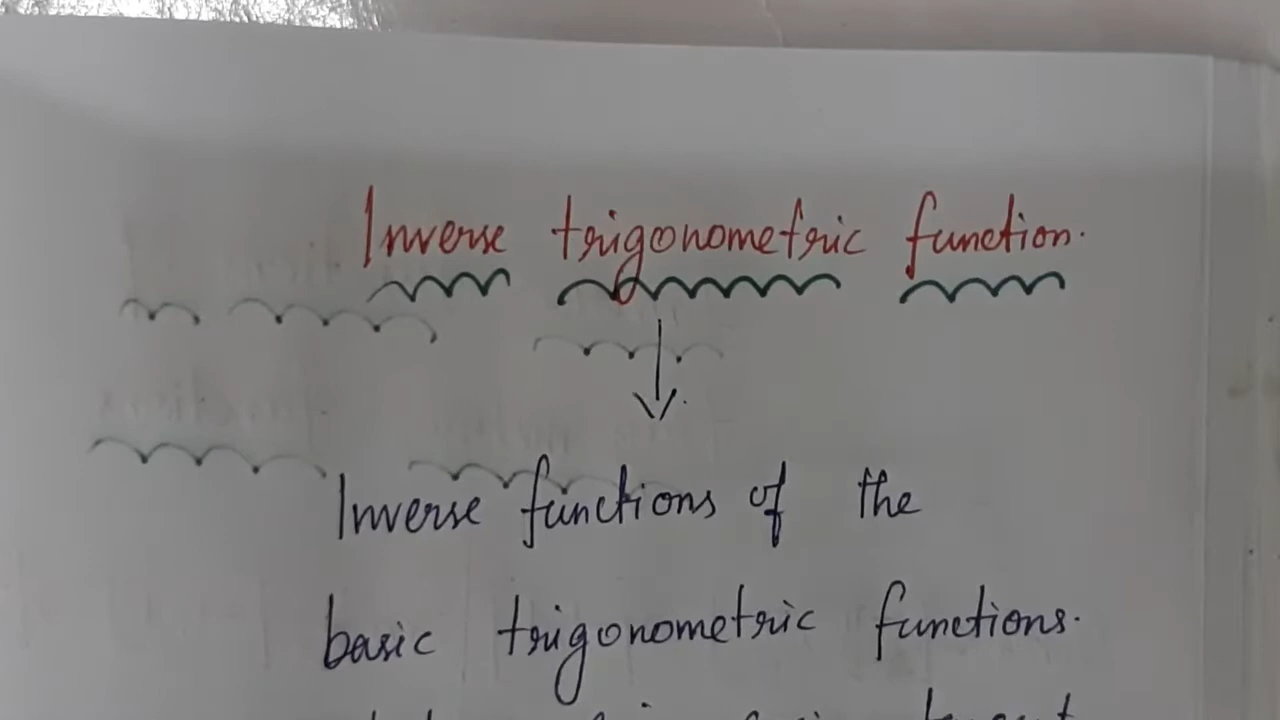 Inverse trigonometric function.
Inverse functions of the
basic trigonometric functions.